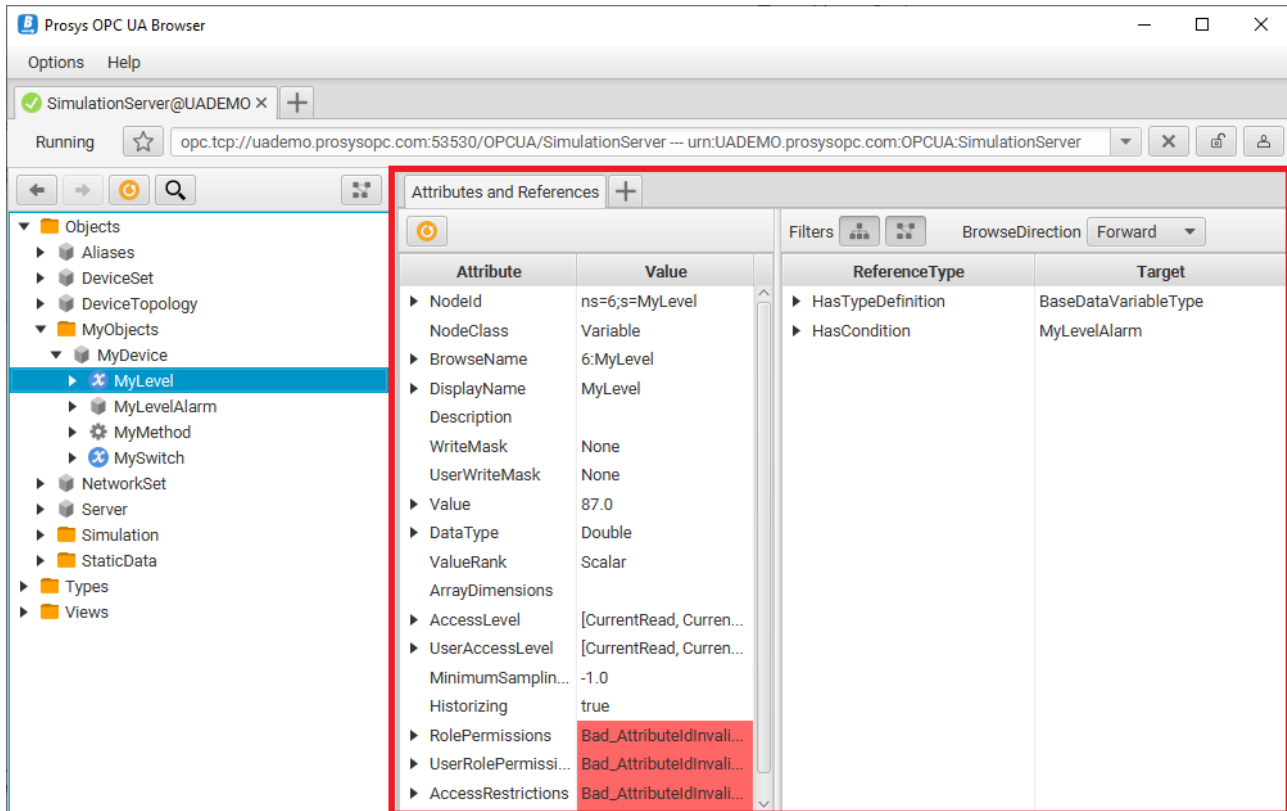 Prosys OPC UA Browser
Options Help
SimulationServer@UADEMO
Running opc.tcp://uademo.prosysopc.com:53530/OPCUA/SimulationServer --- urn:UADEMO.prosysopc.com:OPCUA:SimulationServer
Objects
Aliases
DeviceSet
DeviceTopology
MyObjects
MyDevice
MyLevel
MyLevelAlarm
MyMethod
MySwitch
NetworkSet
Server
Simulation
StaticData
Types
Views
Attributes and References
Attribute Value
NodeId ns=6;s=MyLevel
NodeClass Variable
BrowseName 6:MyLevel
DisplayName MyLevel
Description
WriteMask None
UserWriteMask None
Value 87.0
DataType Double
ValueRank Scalar
ArrayDimensions
AccessLevel [CurrentRead, Curren...
UserAccessLevel [CurrentRead, Curren...
MinimumSamplin... -1.0
Historizing true
RolePermissions Bad_AttributeIdInvali...
UserRolePermissi... Bad_AttributeIdInvali...
AccessRestrictions Bad_AttributeIdInvali...
Filters BrowseDirection Forward
ReferenceType Target
HasTypeDefinition BaseDataVariableType
HasCondition MyLevelAlarm